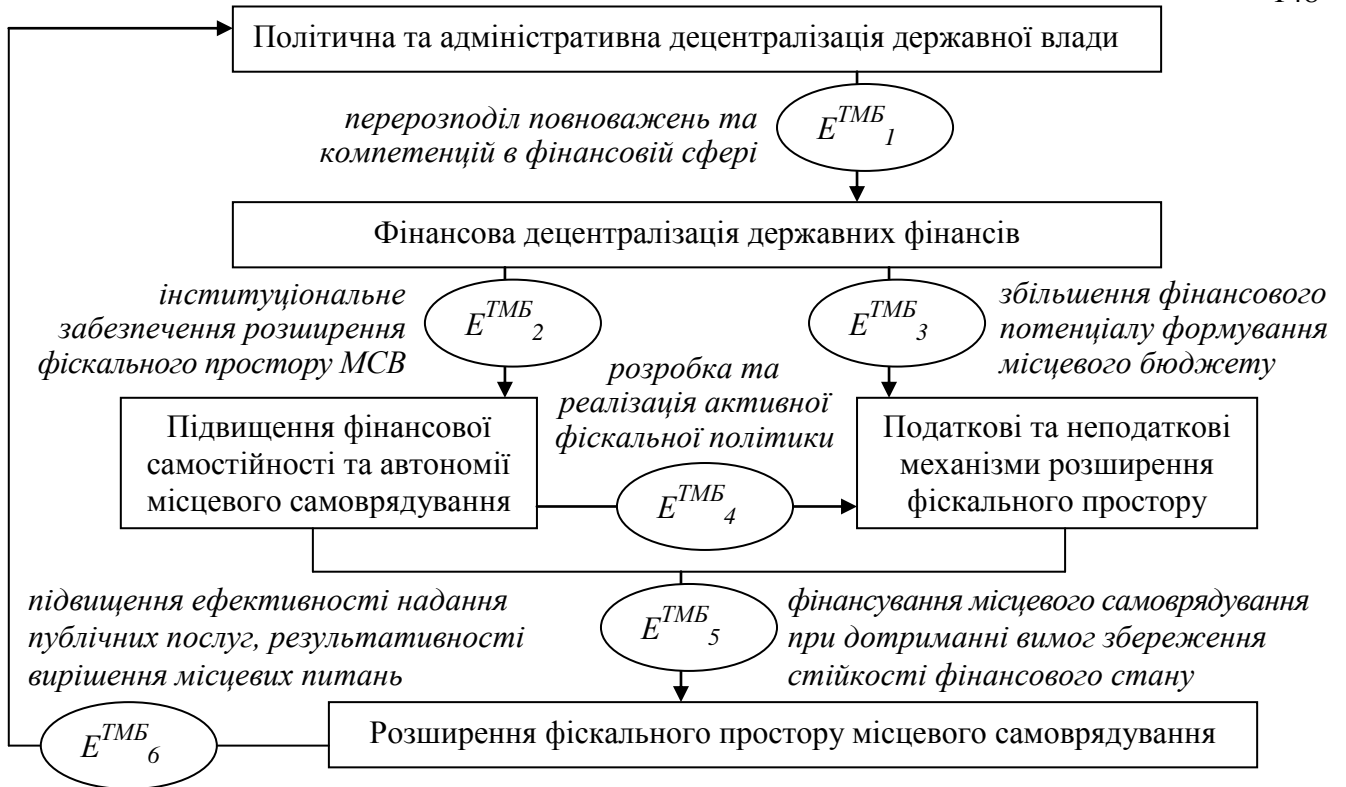 Політична та адміністративна децентралізація державної влади
перерозподіл повноважень та
компетенцій в фінансовій сфері
E^ТМБ_1
Фінансова децентралізація державних фінансів
інституціональне
забезпечення розширення
фіскального простору МСВ
E^ТМБ_2
E^ТМБ_3
збільшення фінансового
потенціалу формування
місцевого бюджету
розробка та
реалізація активної
фіскальної політики
Підвищення фінансової
самостійності та автономії
місцевого самоврядування
E^ТМБ_4
Податкові та неподаткові
механізми розширення
фіскального простору
підвищення ефективності надання
публічних послуг, результативності
вирішення місцевих питань
E^ТМБ_5
фінансування місцевого самоврядування
при дотриманні вимог збереження
стійкості фінансового стану
E^ТМБ_6
Розширення фіскального простору місцевого самоврядування